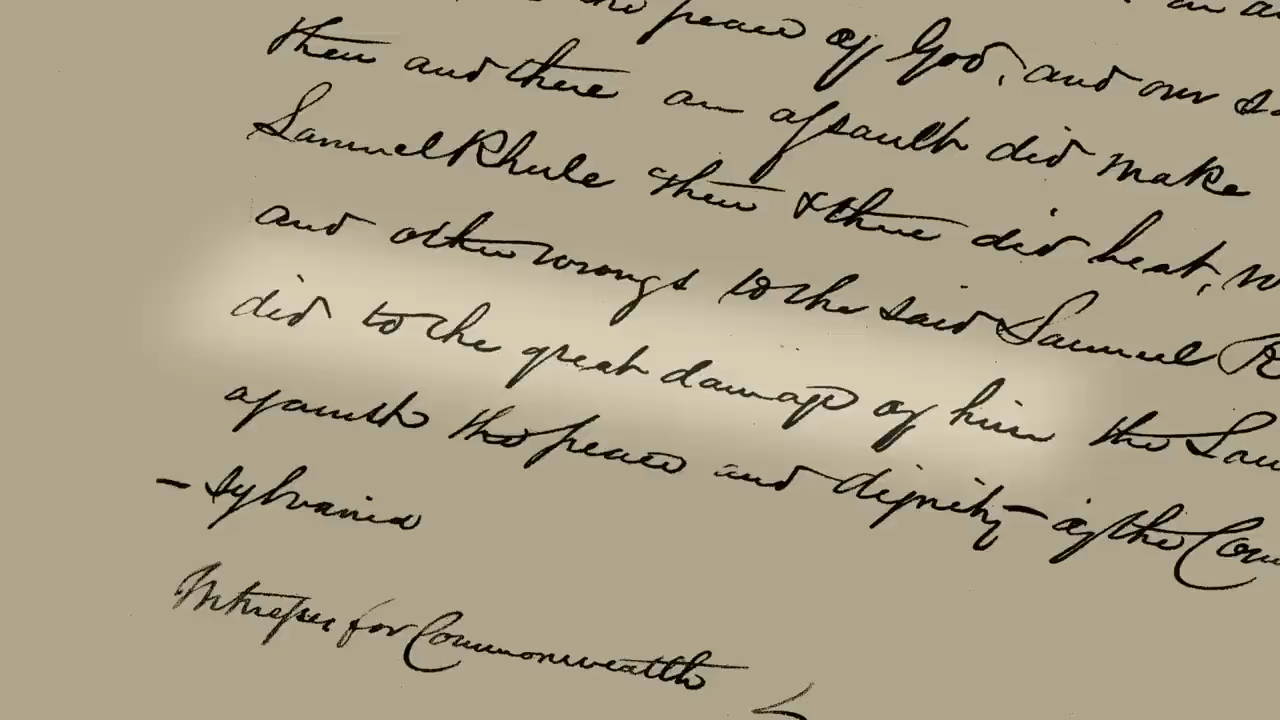 the peace of God, and our
then and there an assault did make
Samuel Rhule then & there did beat,
and other wrongs to the said Samuel R
did to the great damage of him the Sam
against the peace and dignity of the Com
-sylvania
Witnesses for Commonwealth